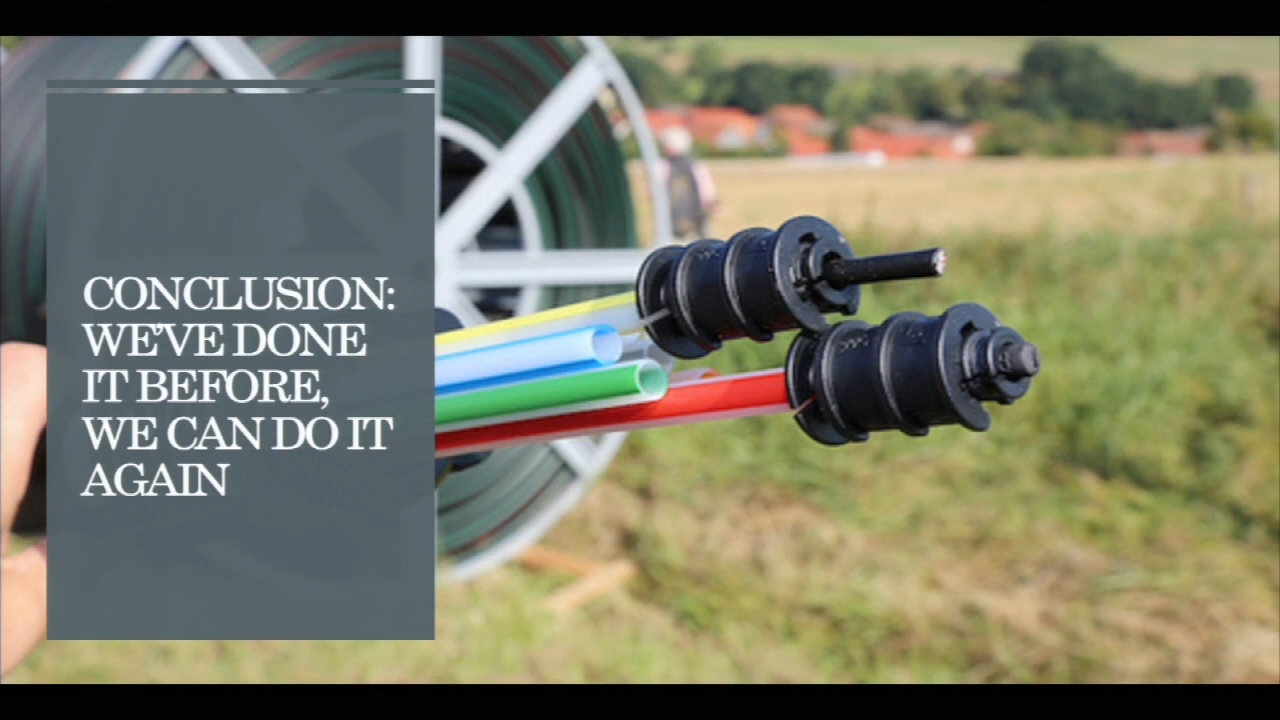 CONCLUSION:
WE'VE DONE
IT BEFORE,
WE CAN DO IT
AGAIN